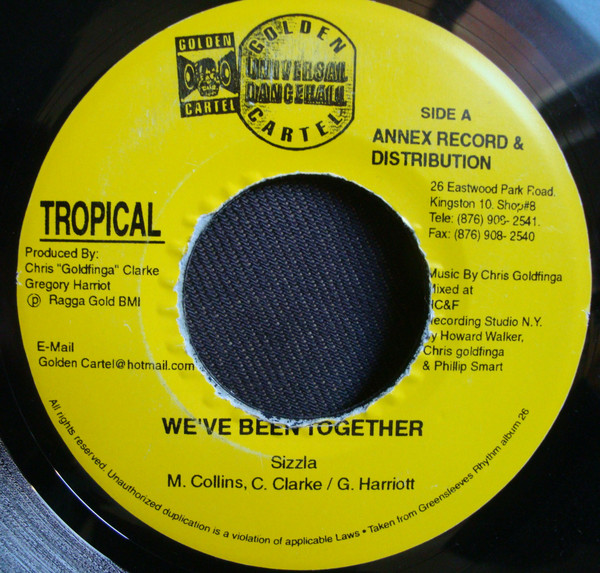 GOLDEN
CARTEL
GOLDEN
UNIVERSAL
DANCEHALL
CARTEL
SIDE A
ANNEX RECORD &
DISTRIBUTION
26 Eastwood Park Road.
Kingston 10. Shop#8
Tele: (876) 908- 2541.
Fax: (876) 908- 2540
TROPICAL
Produced By:
Chris "Goldfinga" Clarke
Gregory Harriot
Ⓟ Ragga Gold BMI
E-Mail
Golden Cartel@hotmail.com
Music By Chris Goldfinga
Mixed at
HC&F
Recording Studio N.Y.
By Howard Walker,
Chris goldfinga
& Phillip Smart
WE'VE BEEN TOGETHER
Sizzla
M. Collins, C. Clarke / G. Harriott
All rights reserved. Unauthorized duplication is a violation of applicable Laws • Taken from Greensleeves Rhythm album 26